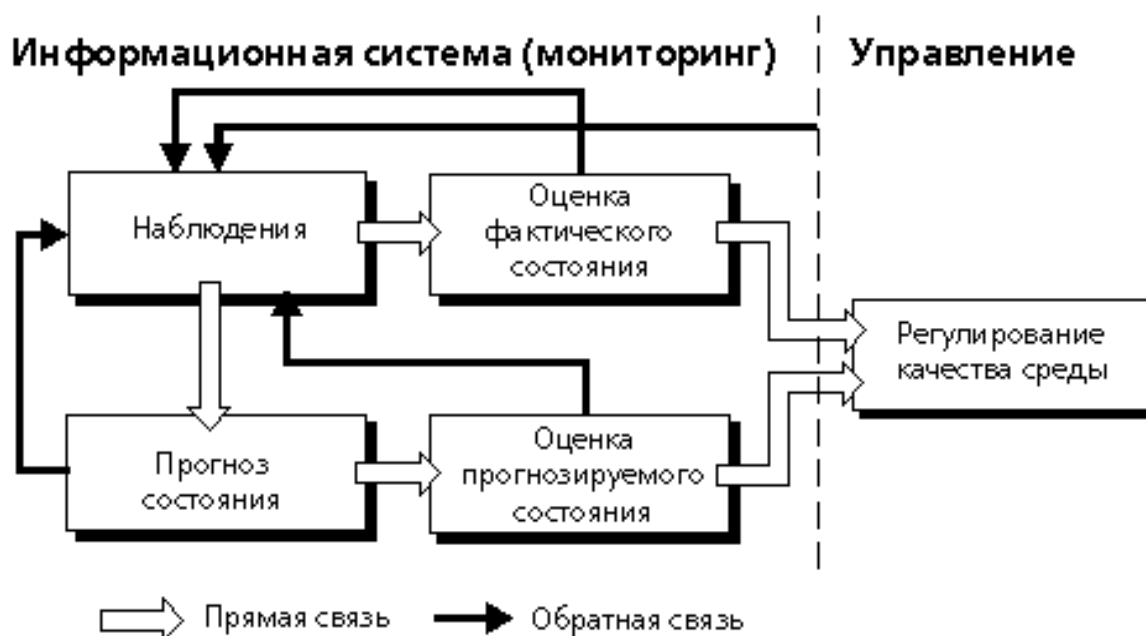 Информационная система (мониторинг)
Управление
Наблюдения
Оценка
фактического
состояния
Регулирование
качества среды
Прогноз
состояния
Оценка
прогнозируемого
состояния
Прямая связь
Обратная связь